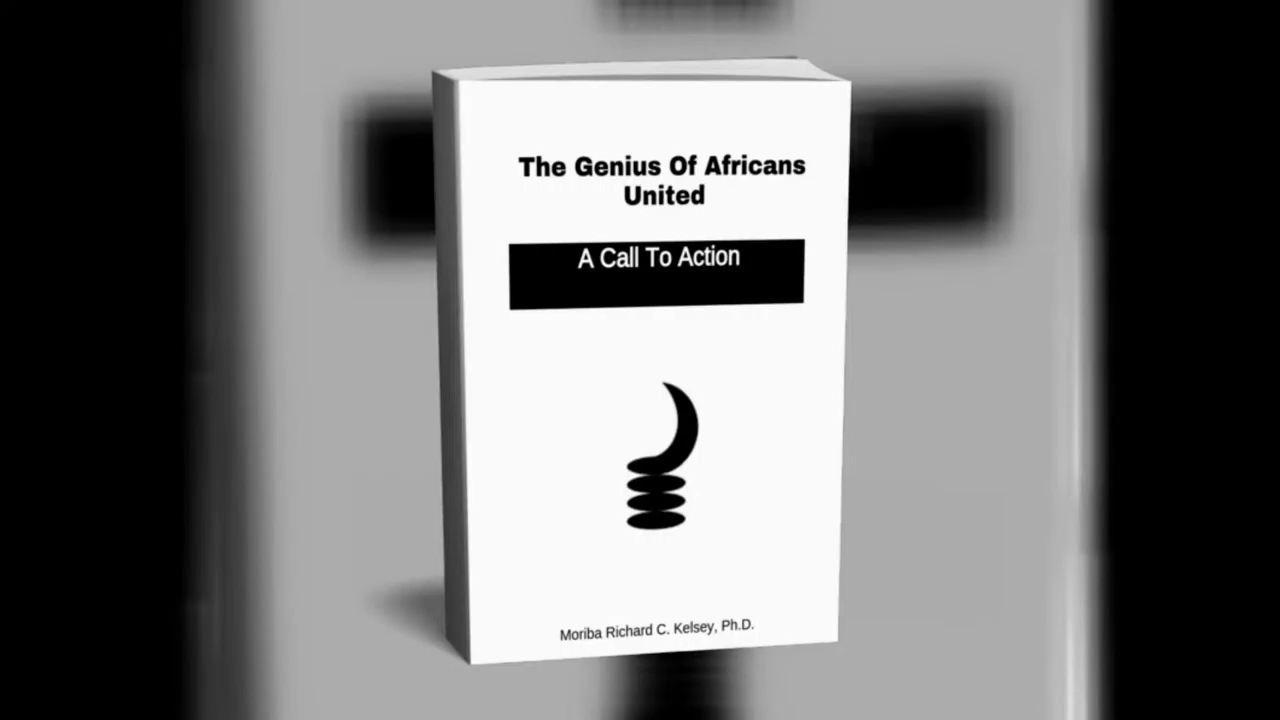 The Genius Of Africans
United
A Call To Action
Moriba Richard C. Kelsey, Ph.D.